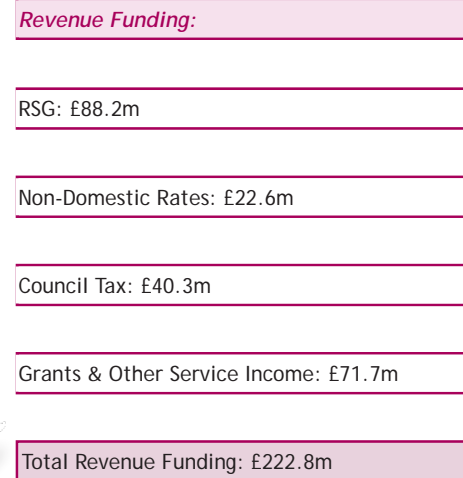 Revenue Funding:
RSG: £88.2m
Non-Domestic Rates: £22.6m
Council Tax: £40.3m
Grants & Other Service Income: £71.7m
Total Revenue Funding: £222.8m